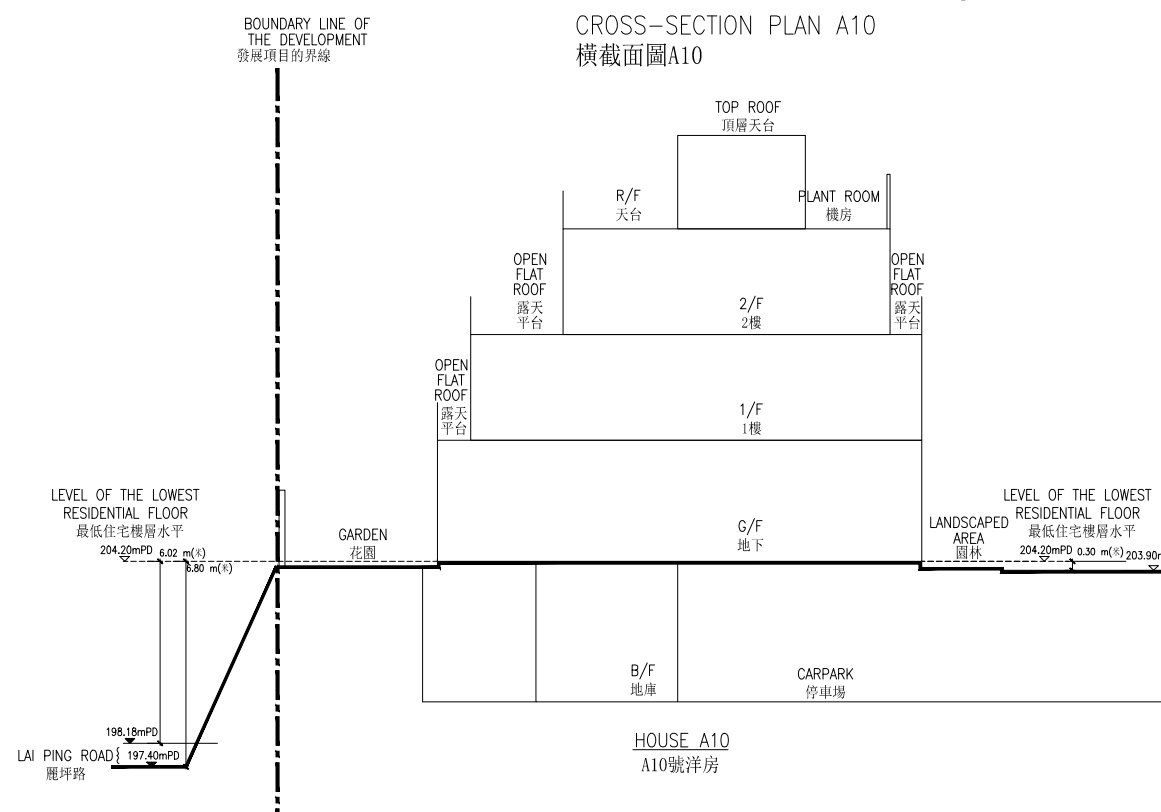 CROSS-SECTION PLAN A10
橫截面圖A10
BOUNDARY LINE OF
THE DEVELOPMENT
發展項目的界線
TOP ROOF
頂層天台
R/F
天台
PLANT ROOM
機房
OPEN
FLAT
ROOF
露天
平台
2/F
2樓
OPEN
FLAT
ROOF
露天
平台
OPEN
FLAT
ROOF
露天
平台
1/F
1樓
LEVEL OF THE LOWEST
RESIDENTIAL FLOOR
最低住宅樓層水平
204.20mPD
6.02 m(米)
6.80 m(米)
GARDEN
花園
G/F
地下
LANDSCAPED
AREA
園林
LEVEL OF THE LOWEST
RESIDENTIAL FLOOR
最低住宅樓層水平
204.20mPD
0.30 m(米)
203.90m
B/F
地庫
CARPARK
停車場
198.18mPD
LAI PING ROAD{ 197.40mPD
麗坪路
HOUSE A10
A10號洋房